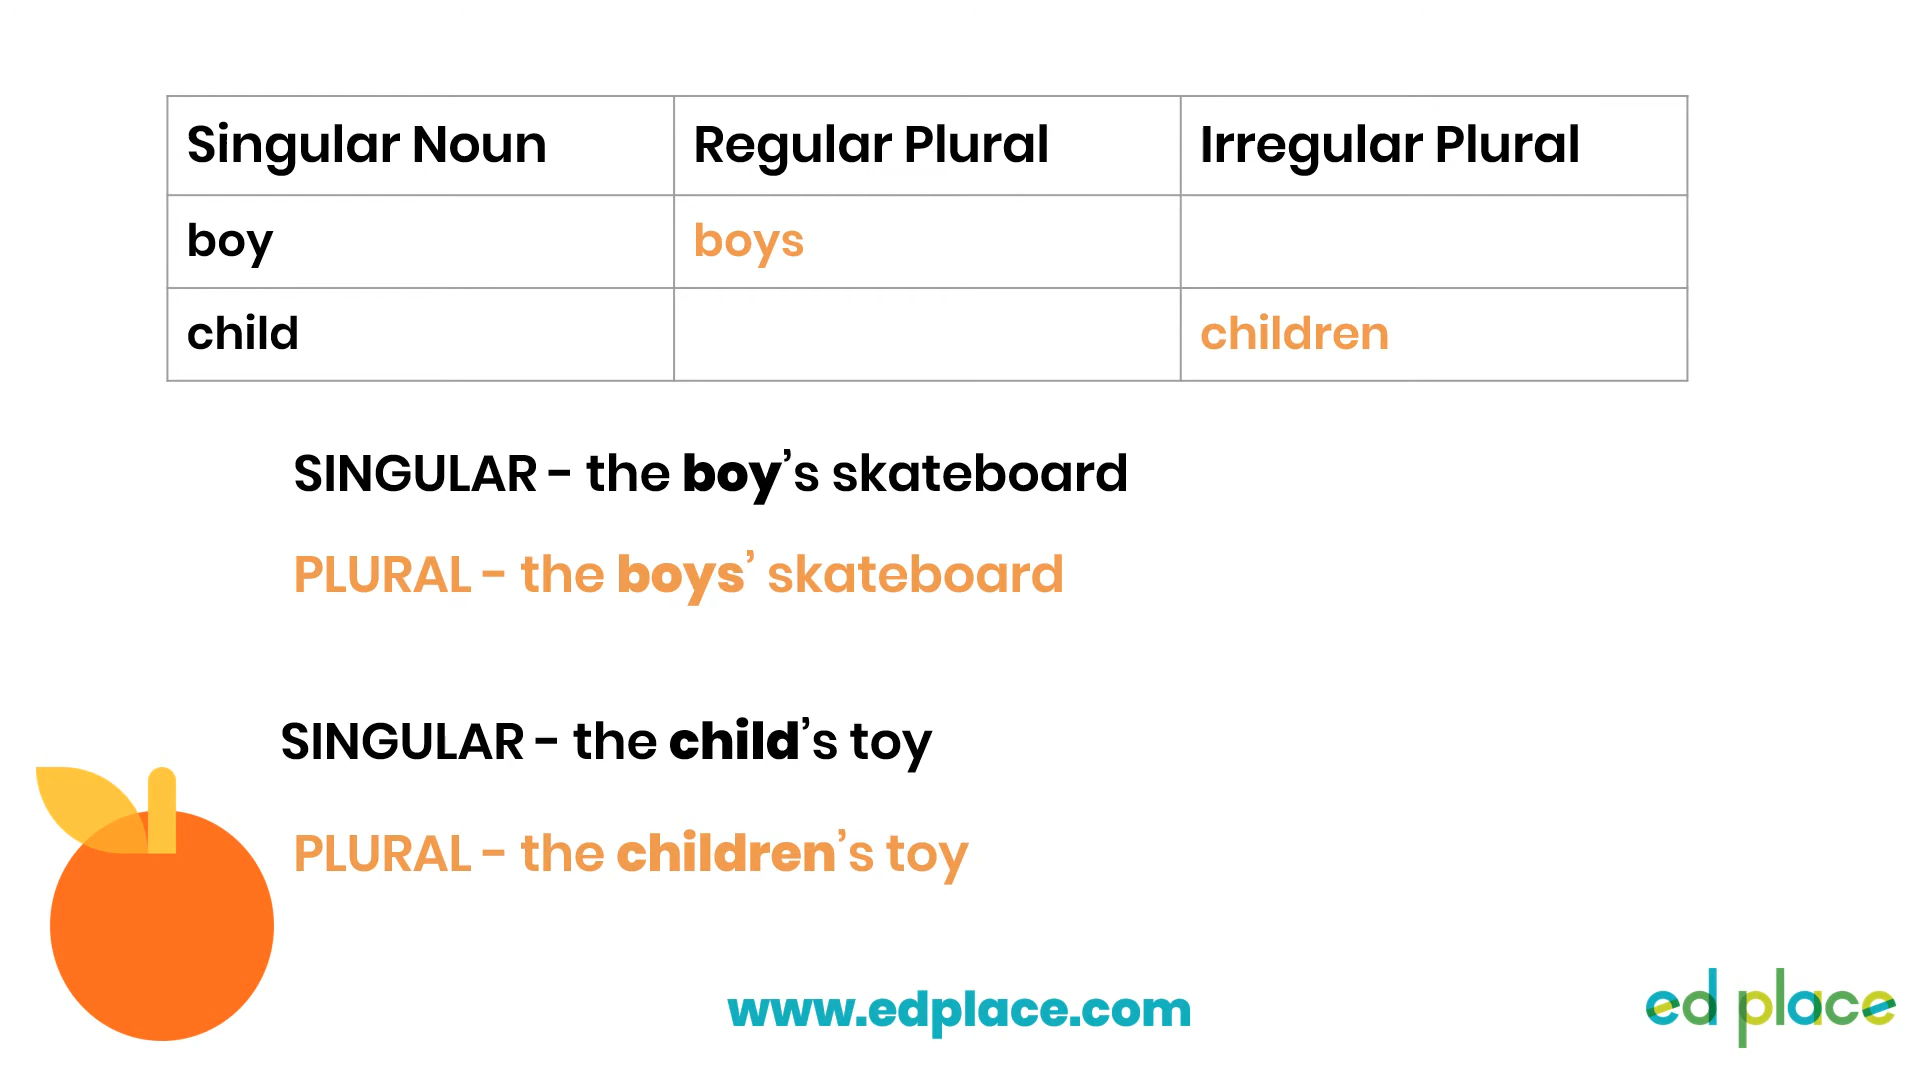 Singular Noun Regular Plural Irregular Plural
boy boys
child children
SINGULAR - the boy’s skateboard
PLURAL - the boys’ skateboard
SINGULAR - the child’s toy
PLURAL - the children’s toy
www.edplace.com
ed place